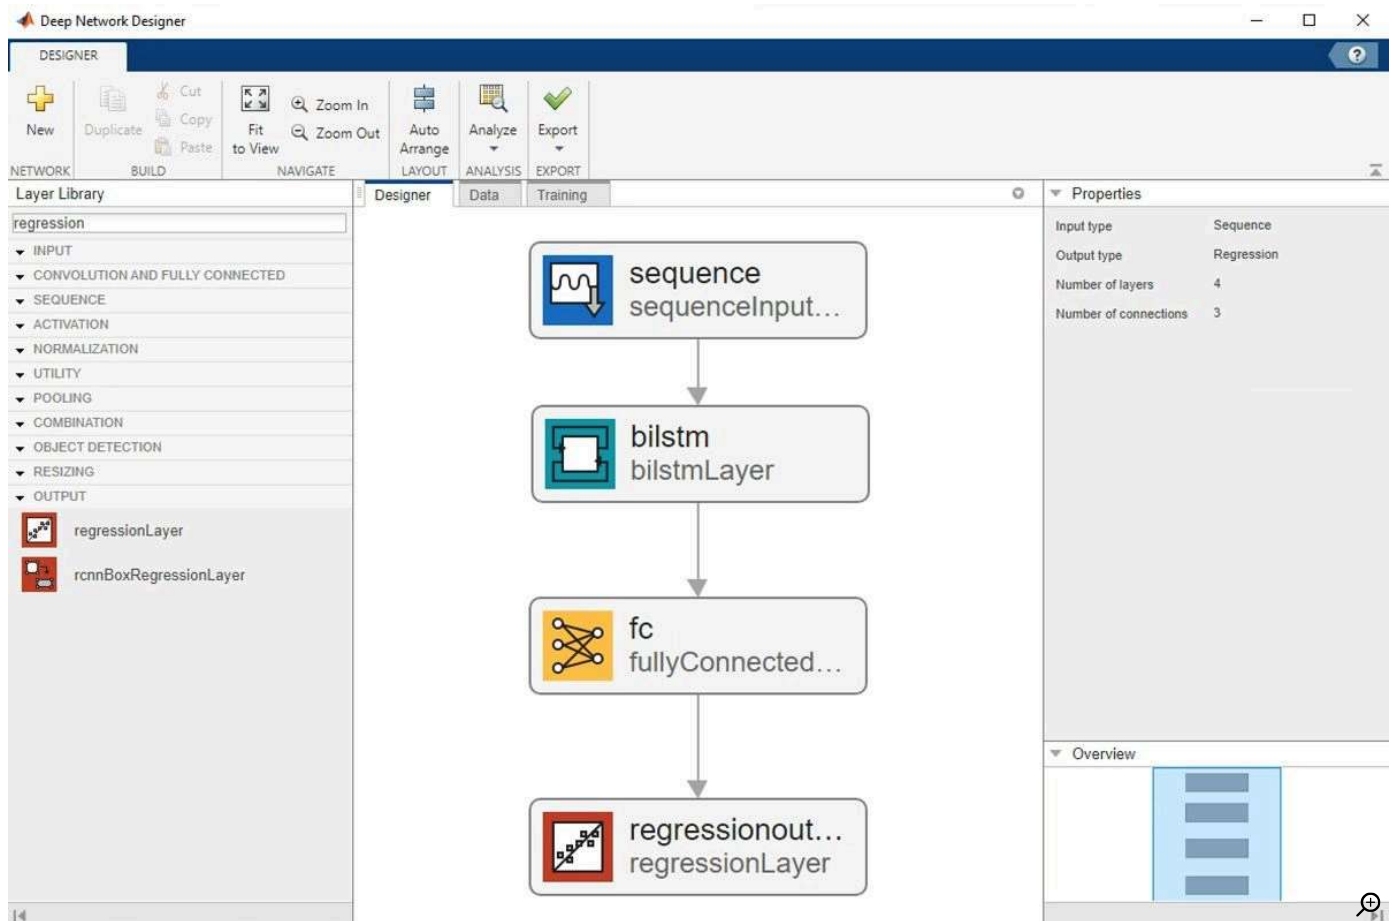 Deep Network Designer
DESIGNER
New
Duplicate
Cut
Copy
Paste
Fit
to View
Zoom In
Zoom Out
Auto
Arrange
Analyze
Export
NETWORK
BUILD
NAVIGATE
LAYOUT
ANALYSIS
EXPORT
Layer Library
regression
INPUT
CONVOLUTION AND FULLY CONNECTED
SEQUENCE
ACTIVATION
NORMALIZATION
UTILITY
POOLING
COMBINATION
OBJECT DETECTION
RESIZING
OUTPUT
regressionLayer
rcnnBoxRegressionLayer
Designer
Data
Training
sequence
sequenceInput...
bilstm
bilstmLayer
fc
fullyConnected...
regressionout...
regressionLayer
Properties
Input type Sequence
Output type Regression
Number of layers 4
Number of connections 3
Overview